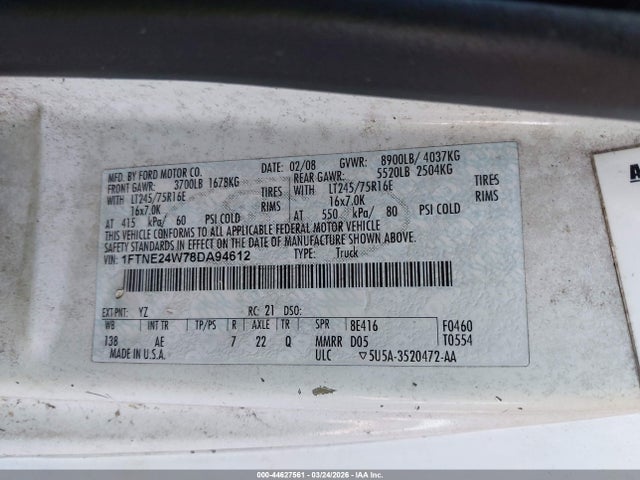 MFD. BY FORD MOTOR CO.
DATE: 02/08 GVWR: 8900LB/ 4037KG
FRONT GAWR: 3700LB 1678KG
REAR GAWR: 5520LB 2504KG
WITH LT245/75R16E TIRES
WITH LT245/75R16E TIRES
16x7.0K RIMS
16x7.0K RIMS
AT 415 kPa/ 60 PSI COLD
AT 550 kPa/ 80 PSI COLD
THIS VEHICLE CONFORMS TO ALL APPLICABLE FEDERAL MOTOR VEHICLE
SAFETY STANDARDS IN EFFECT ON THE DATE OF MANUFACTURE SHOWN ABOVE.
VIN: 1FTNE24W78DA94612
TYPE: Truck
EXT PNT: YZ RC: 21 DSO:
WB INT TR TP/PS R AXLE TR SPR 8E416 F0460
138 AE 7 22 Q MMRR D05 T0554
MADE IN U.S.A. ULC ▽5U5A-3520472-AA
000-44627561 - 03/24/2026 - IAA Inc.